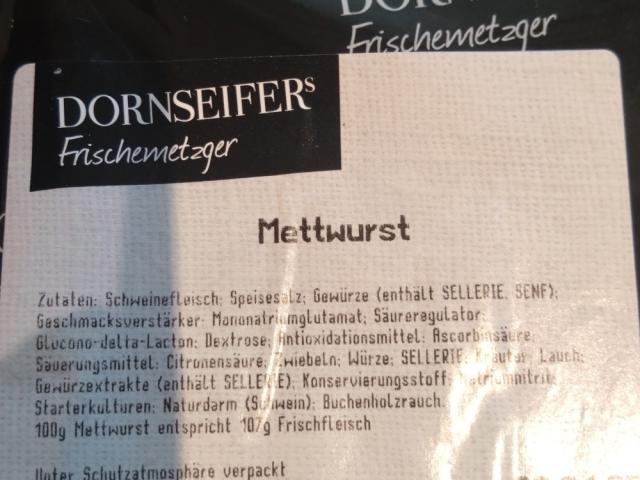 DORNSEIFERs
Frischemetzger
Frischemetzger
Mettwurst
Zutaten: Schweinefleisch; Speisesalz; Gewürze (enthält SELLERIE, SENF);
Geschmacksverstärker: Mononatriumglutamat; Säureregulator:
Glucono-delta-Lacton; Dextrose; Antioxidationsmittel: Ascorbinsäure;
Säuerungsmittel: Citronensäure; Zwiebeln; Würze; SELLERIE; Kräuter; Lauch;
Gewürzextrakte (enthält SELLERIE); Konservierungsstoff: Natriumnitrit;
Starterkulturen; Naturdarm (Schwein); Buchenholzrauch.
100g Mettwurst entspricht 107g Frischfleisch
Unter Schutzatmosphäre verpackt